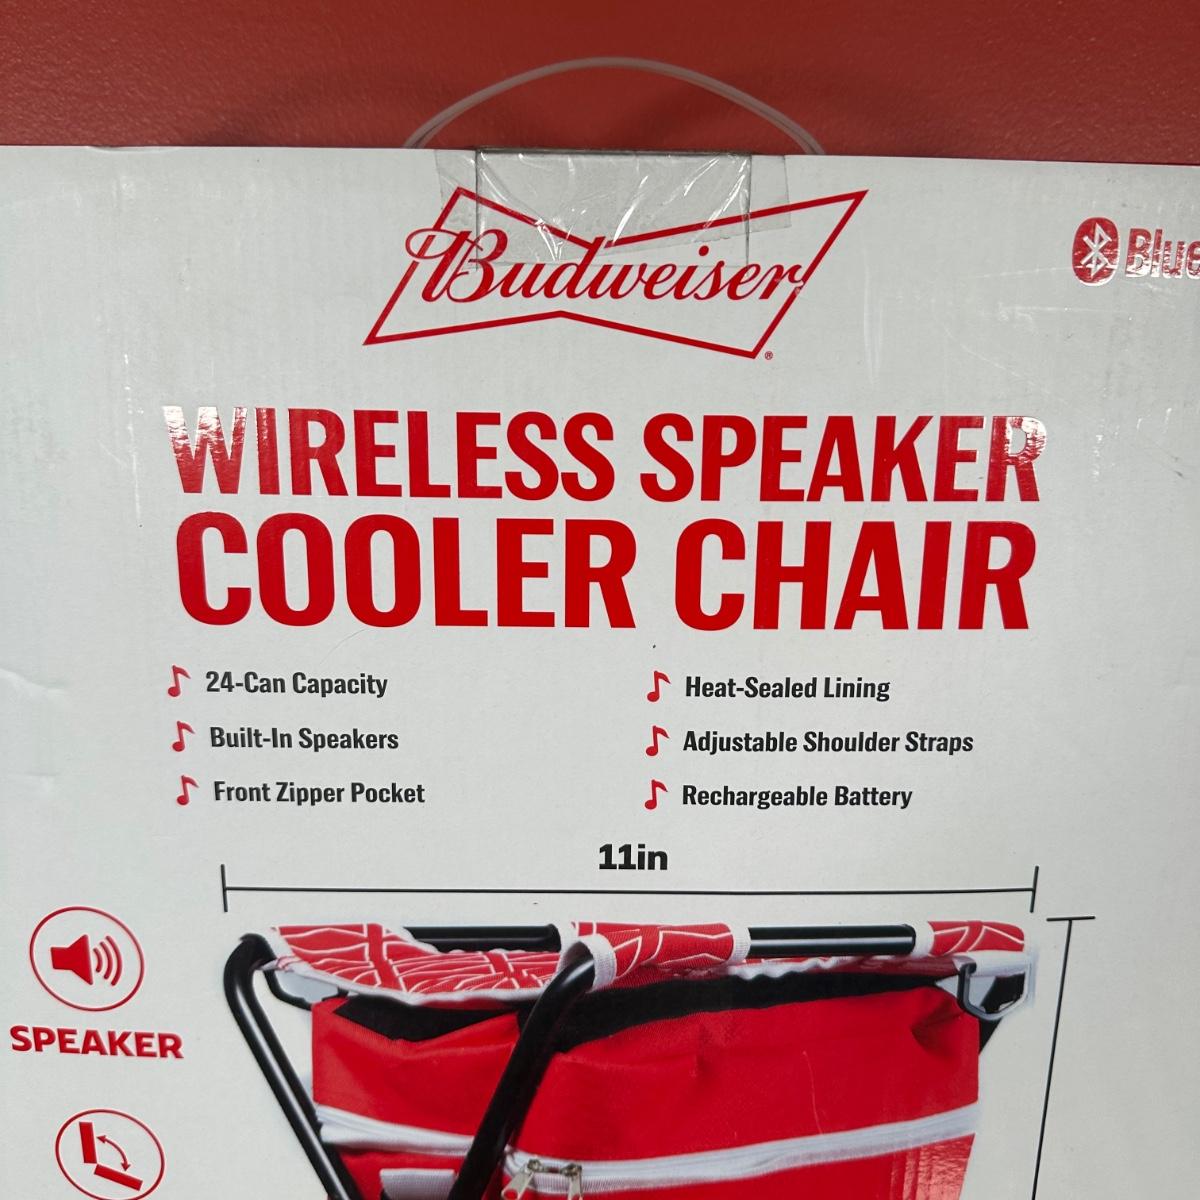 Budweiser
®
WIRELESS SPEAKER
COOLER CHAIR
24-Can Capacity
Built-In Speakers
Front Zipper Pocket
Heat-Sealed Lining
Adjustable Shoulder Straps
Rechargeable Battery
11in
SPEAKER